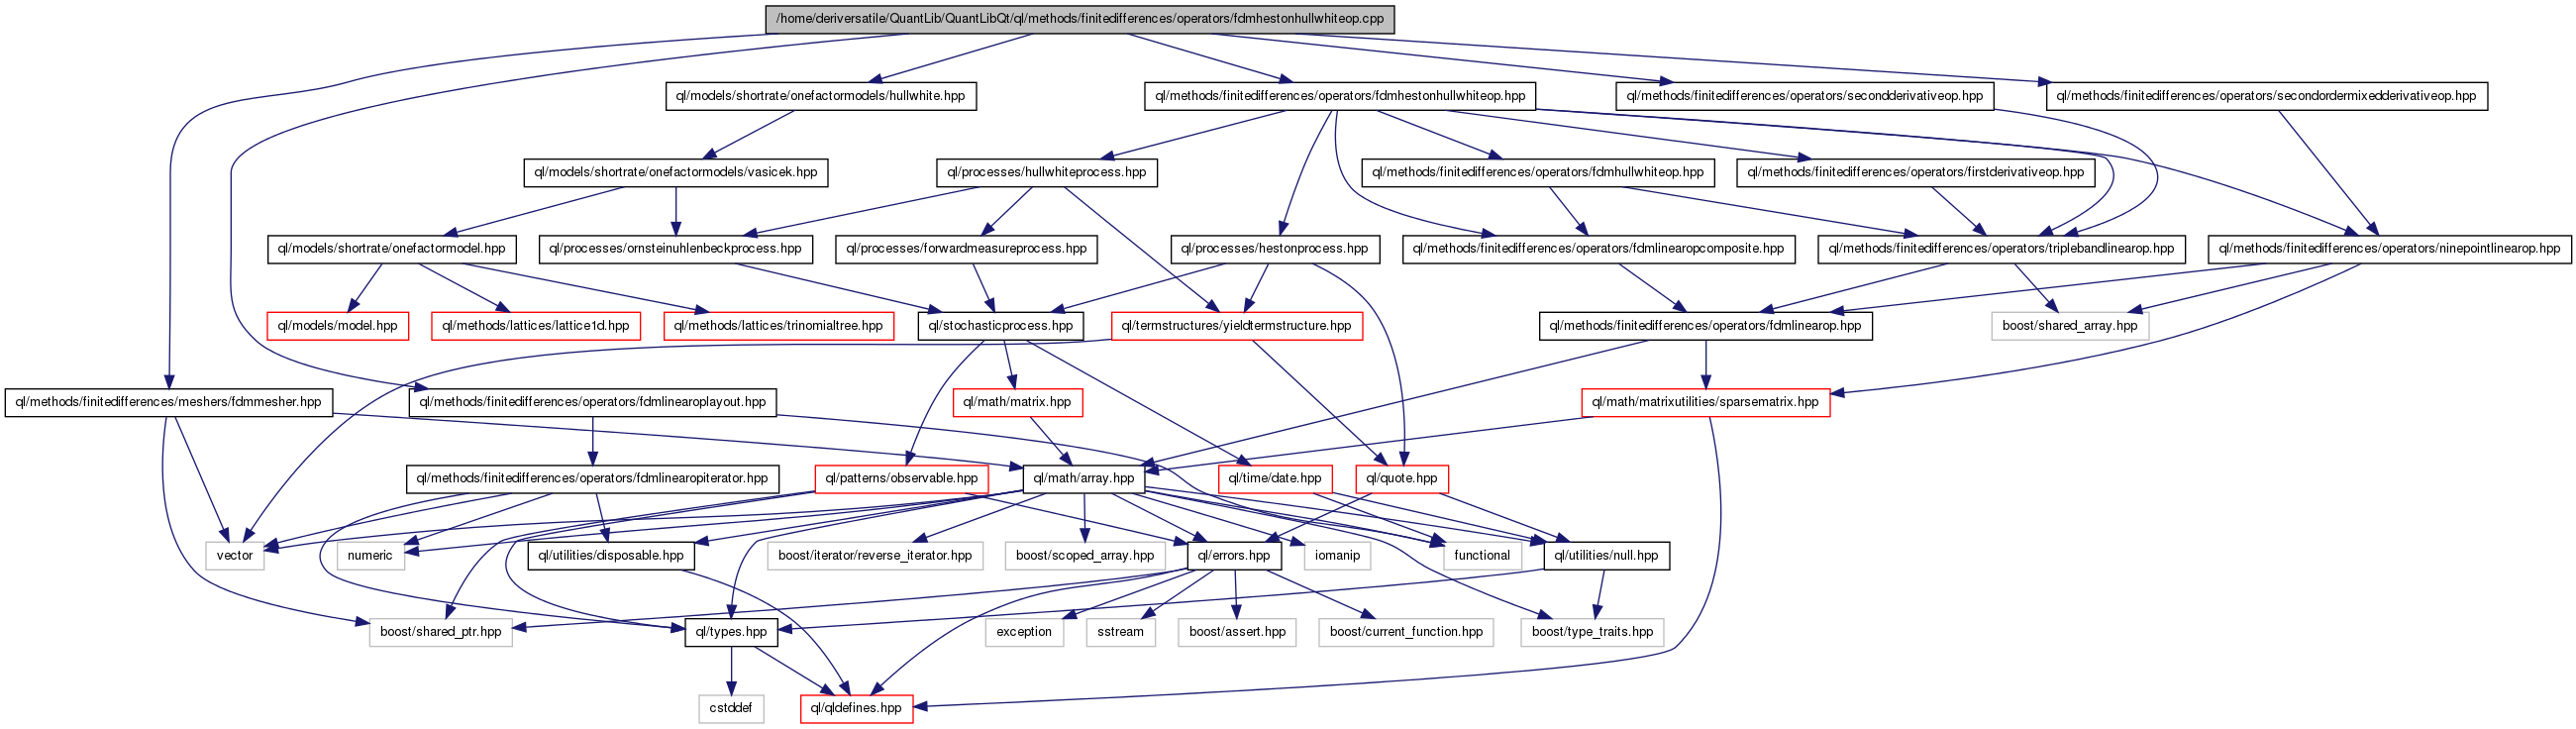 /home/deriversatile/QuantLib/QuantLibQt/ql/methods/finitedifferences/operators/fdmhestonhullwhiteop.cpp
ql/models/shortrate/onefactormodels/hullwhite.hpp
ql/methods/finitedifferences/operators/fdmhestonhullwhiteop.hpp
ql/methods/finitedifferences/operators/secondderivativeop.hpp
ql/methods/finitedifferences/operators/secondordermixedderivativeop.hpp
ql/models/shortrate/onefactormodels/vasicek.hpp
ql/processes/hullwhiteprocess.hpp
ql/methods/finitedifferences/operators/fdmhullwhiteop.hpp
ql/methods/finitedifferences/operators/firstderivativeop.hpp
ql/models/shortrate/onefactormodel.hpp
ql/processes/ornsteinuhlenbeckprocess.hpp
ql/processes/forwardmeasureprocess.hpp
ql/processes/hestonprocess.hpp
ql/methods/finitedifferences/operators/fdmlinearopcomposite.hpp
ql/methods/finitedifferences/operators/triplebandlinearop.hpp
ql/methods/finitedifferences/operators/ninepointlinearop.hpp
ql/models/model.hpp
ql/methods/lattices/lattice1d.hpp
ql/methods/lattices/trinomialtree.hpp
ql/stochasticprocess.hpp
ql/termstructures/yieldtermstructure.hpp
ql/methods/finitedifferences/operators/fdmlinearop.hpp
boost/shared_array.hpp
ql/methods/finitedifferences/meshers/fdmmesher.hpp
ql/methods/finitedifferences/operators/fdmlinearoplayout.hpp
ql/math/matrix.hpp
ql/math/matrixutilities/sparsematrix.hpp
ql/methods/finitedifferences/operators/fdmlinearopiterator.hpp
ql/patterns/observable.hpp
ql/math/array.hpp
ql/time/date.hpp
ql/quote.hpp
vector
numeric
ql/utilities/disposable.hpp
boost/iterator/reverse_iterator.hpp
boost/scoped_array.hpp
ql/errors.hpp
iomanip
functional
ql/utilities/null.hpp
boost/shared_ptr.hpp
ql/types.hpp
exception
sstream
boost/assert.hpp
boost/current_function.hpp
boost/type_traits.hpp
cstddef
ql/qldefines.hpp